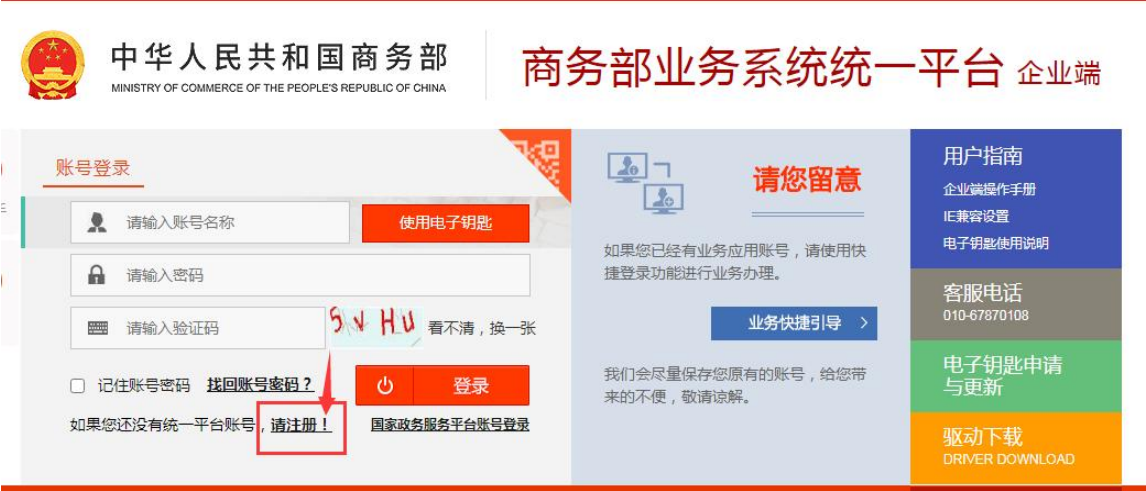 中华人民共和国商务部
MINISTRY OF COMMERCE OF THE PEOPLE'S REPUBLIC OF CHINA
商务部业务系统统一平台 企业端
账号登录
请输入账号名称
使用电子钥匙
请输入密码
请输入验证码
S v H U
看不清，换一张
记住账号密码 找回账号密码？
登录
如果您还没有统一平台账号，请注册！
国家政务服务平台账号登录
请您留意
如果您已经有业务应用账号，请使用快
捷登录功能进行业务办理。
业务快捷引导 >
我们会尽量保存您原有的账号，给您带
来的不便，敬请谅解。
用户指南
企业端操作手册
IE兼容设置
电子钥匙使用说明
客服电话
010-67870108
电子钥匙申请
与更新
驱动下载
DRIVER DOWNLOAD